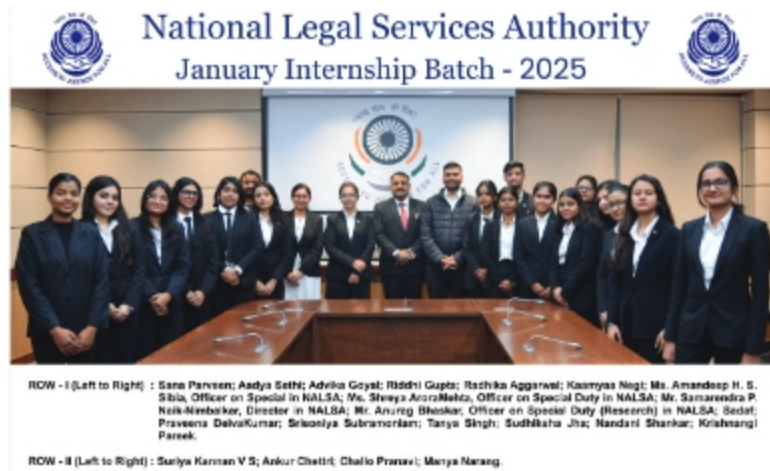 National Legal Services Authority
January Internship Batch - 2025
ROW - I (Left to Right) : Sana Parveen; Aadya Sethi; Advika Goyal; Riddhi Gupta; Radhika Aggarwal; Kasmyaa Negi; Ms. Amandeep H. S.
Sibia, Officer on Special in NALSA; Ms. Shreya AroraMehta, Officer on Special Duty in NALSA; Mr. Samarendra P.
Naik-Nimbalkar, Director in NALSA; Mr. Anurag Bhaskar, Officer on Special Duty (Research) in NALSA; Sadaf;
Praveena DeivaKumar; Srisoniya Subramoniam; Tanya Singh; Sudhiksha Jha; Nandani Shankar; Krishnangi
Pareek.
ROW - II (Left to Right) : Suriya Kannan V S; Ankur Chettri; Challo Pranavi; Manya Narang.